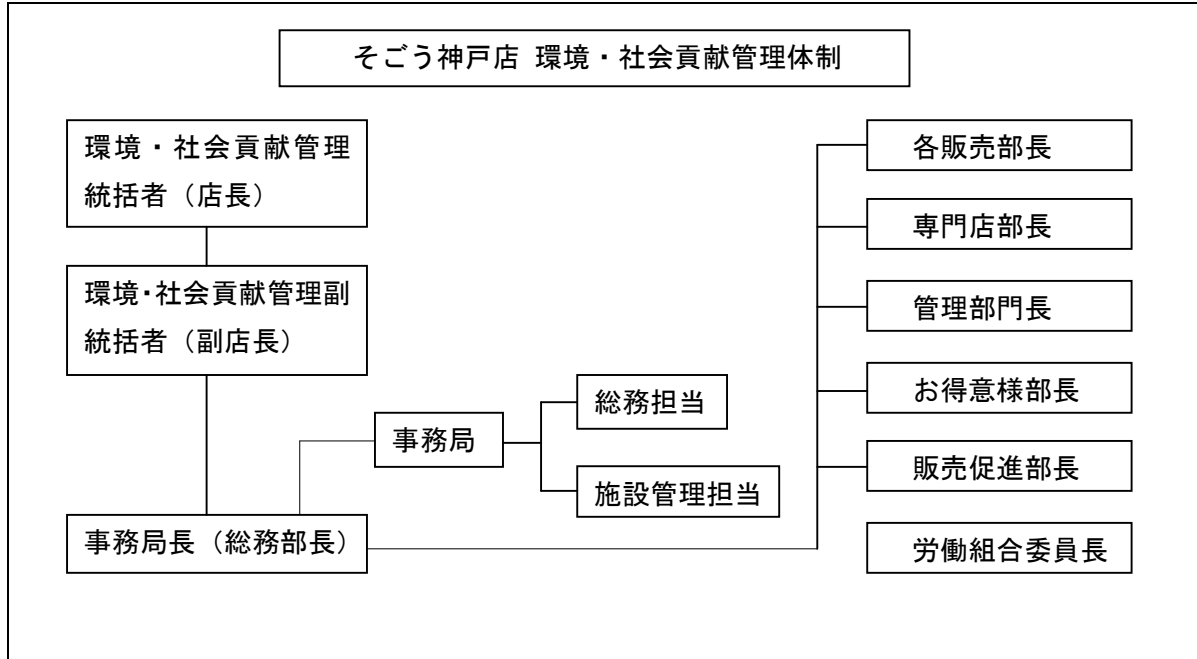 そごう神戸店 環境・社会貢献管理体制
環境・社会貢献管理
統括者（店長）
環境・社会貢献管理副
統括者（副店長）
事務局長（総務部長）
事務局
総務担当
施設管理担当
各販売部長
専門店部長
管理部門長
お得意様部長
販売促進部長
労働組合委員長